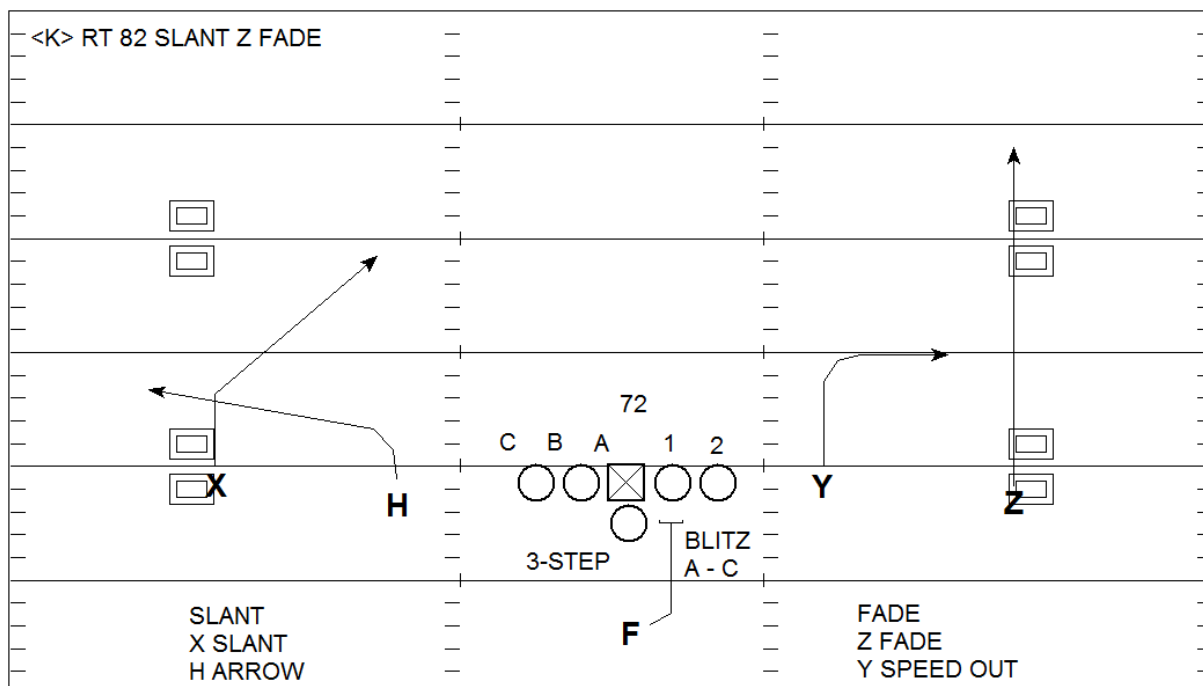 <K> RT 82 SLANT Z FADE
72
C B A 1 2
X
H
Y
Z
3-STEP
BLITZ
A - C
F
SLANT
X SLANT
H ARROW
FADE
Z FADE
Y SPEED OUT